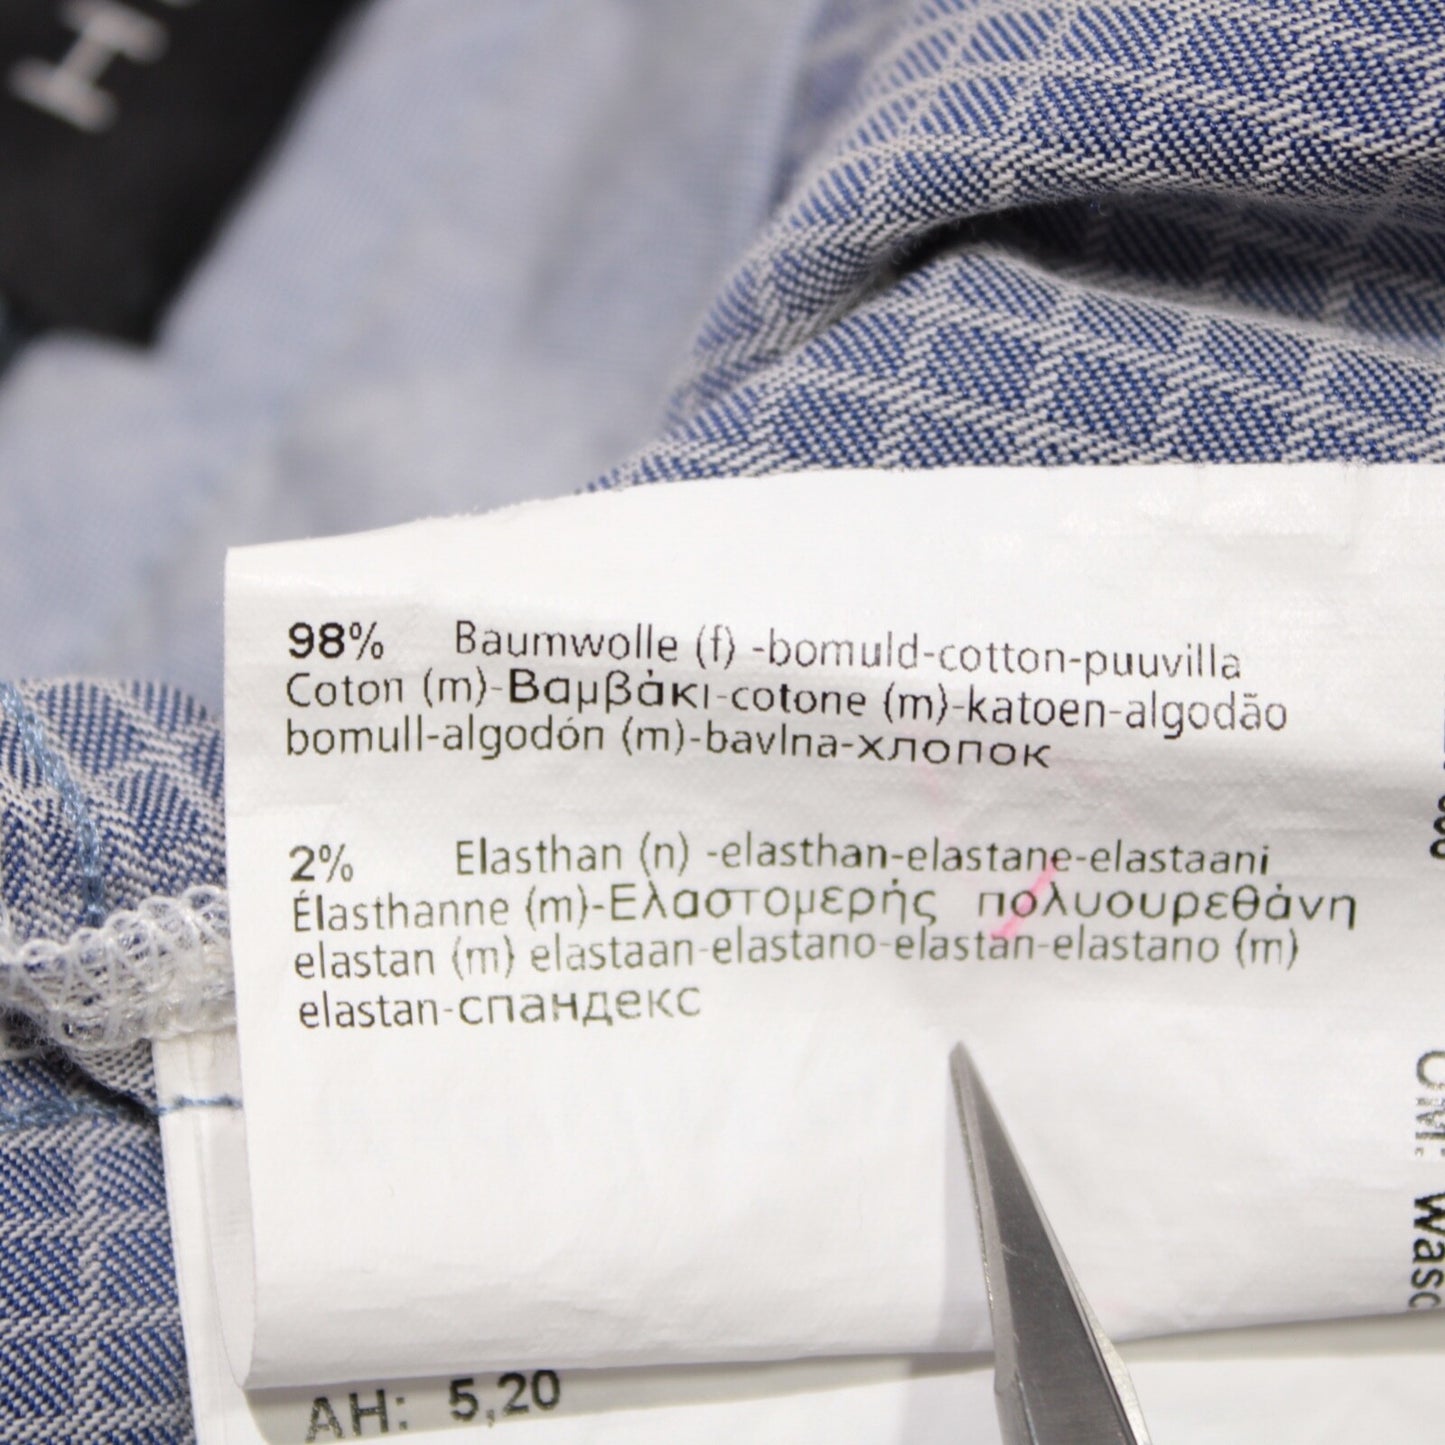 98% Baumwolle (f) -bomuld-cotton-puuvilla
Coton (m)-Βαμβάκι-cotone (m)-katoen-algodão
bomull-algodón (m)-bavlna-хлопок
2% Elasthan (n) -elasthan-elastane-elastaani
Élasthanne (m)-Ελαστομερής πολυουρεθάνη
elastan (m) elastaan-elastano-elastan-elastano (m)
elastan-спандекс
AH: 5,20